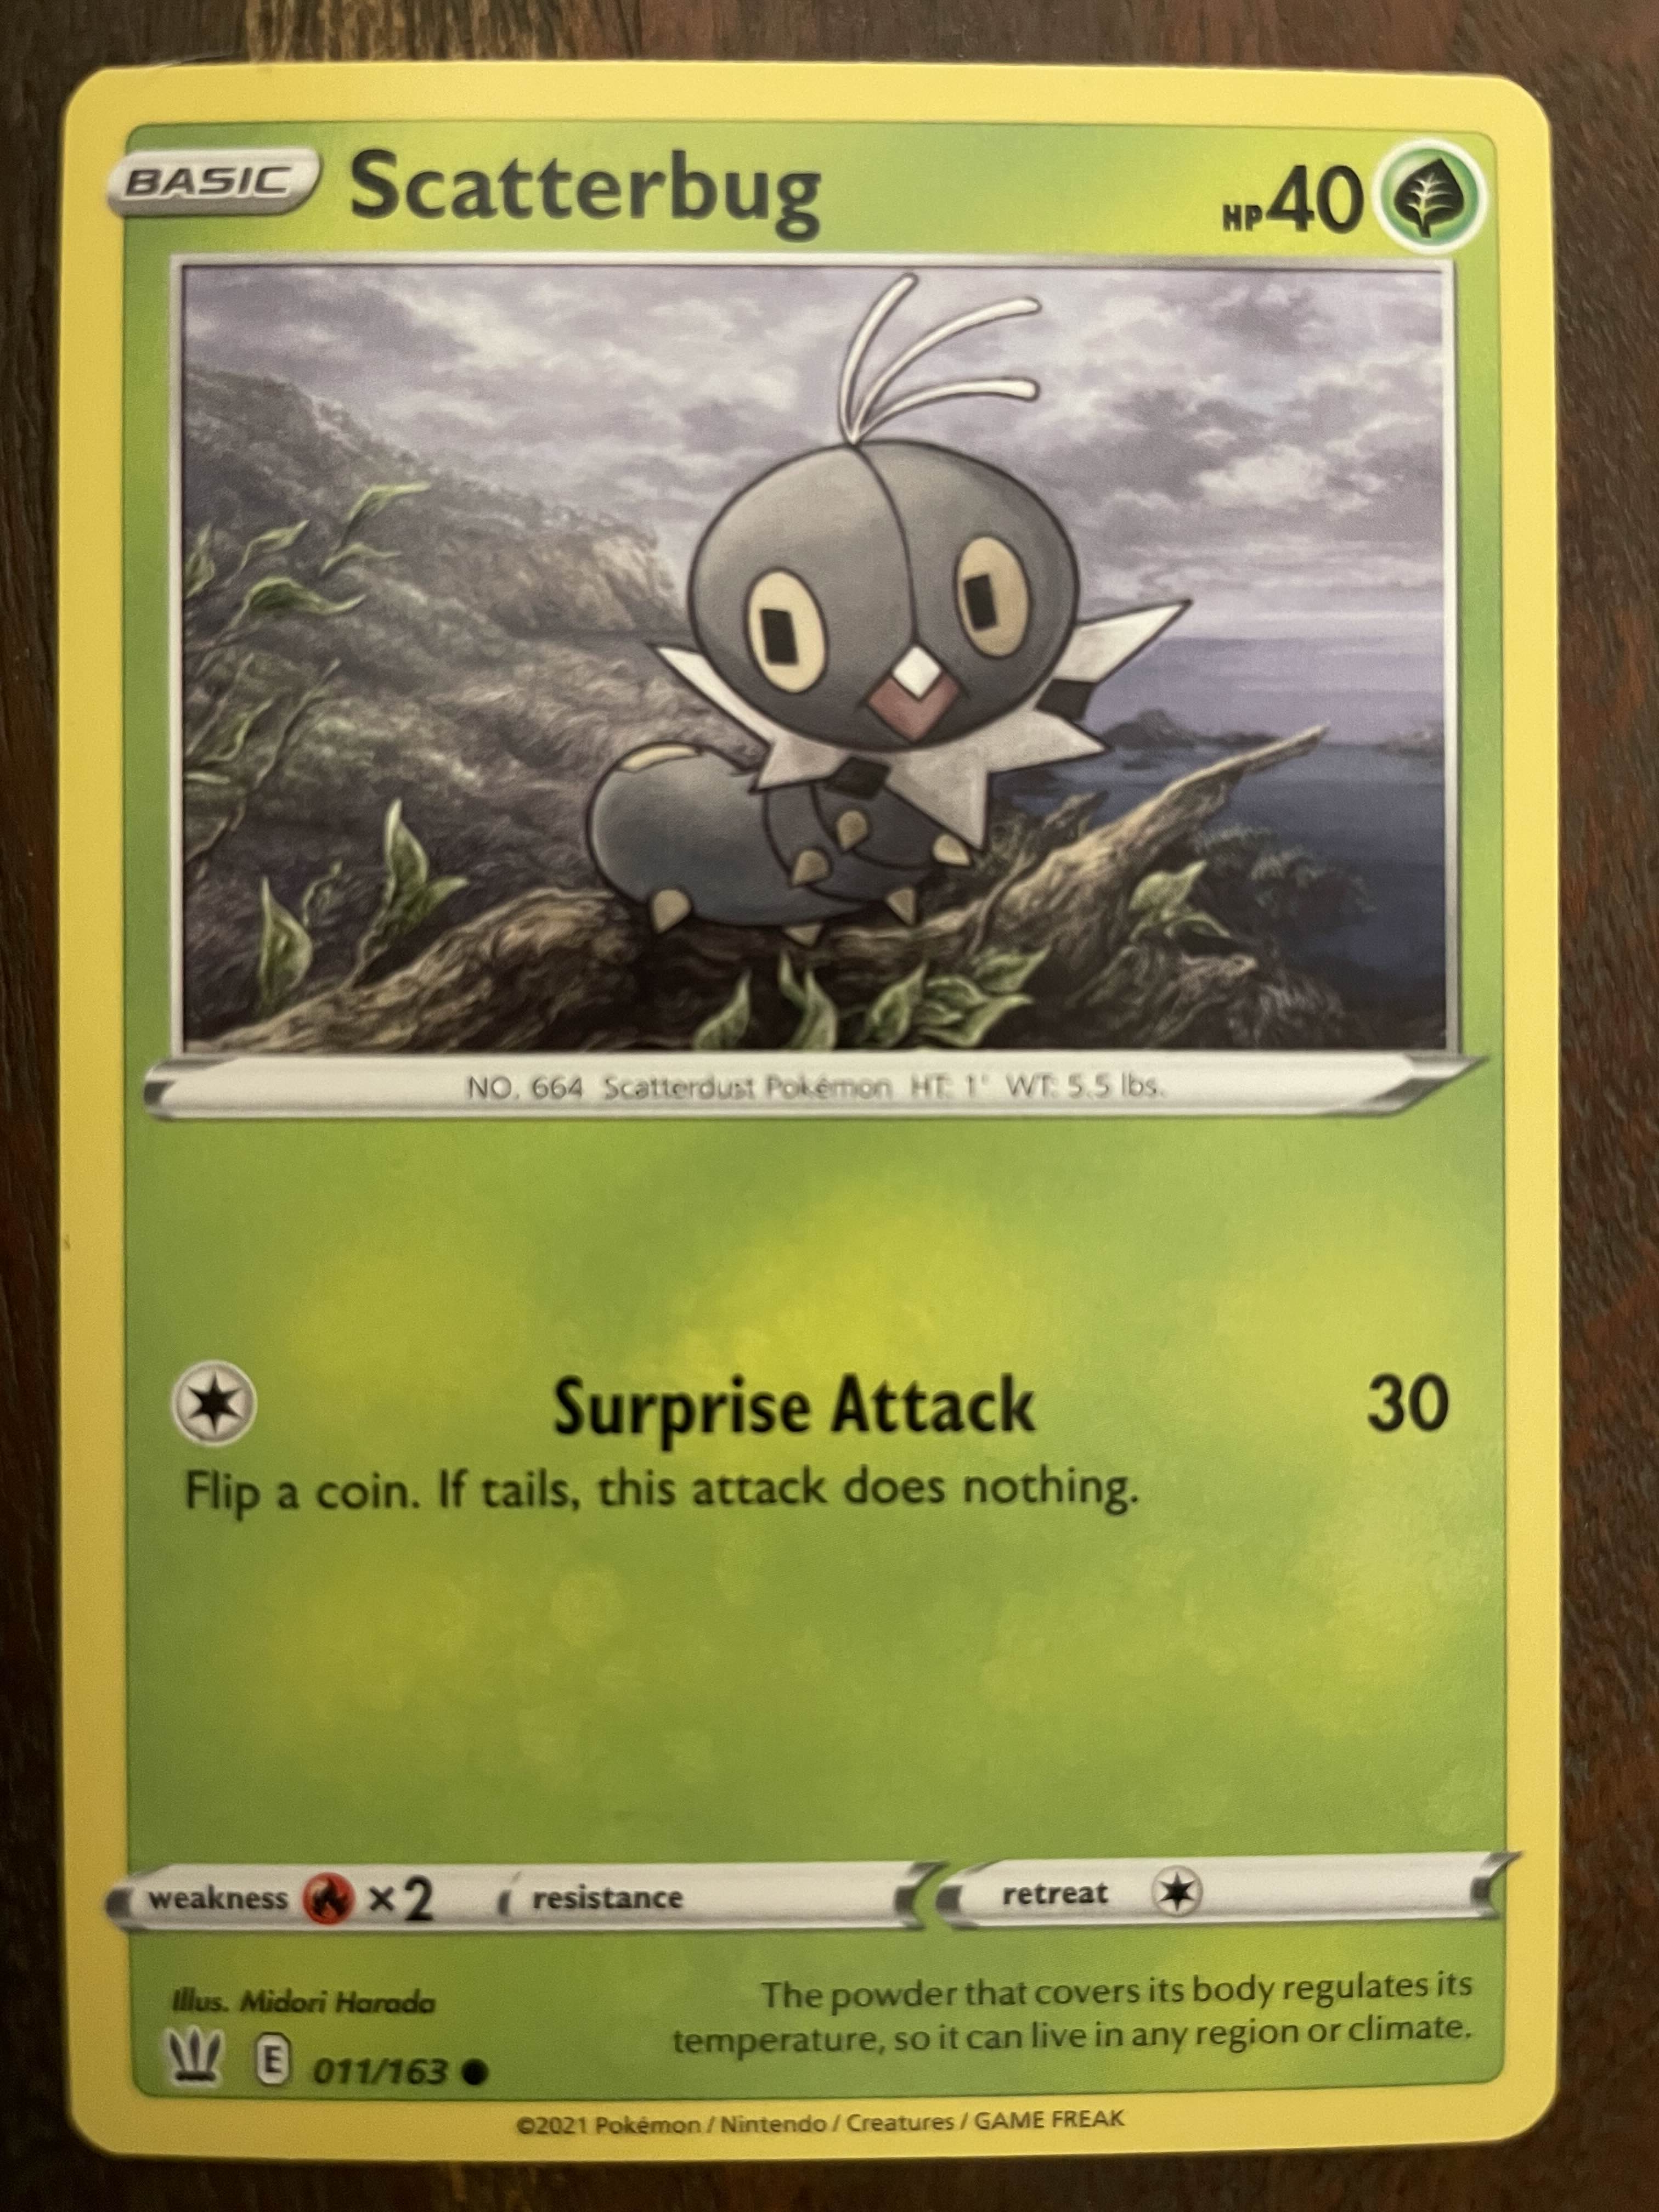 BASIC Scatterbug HP 40
NO. 664 Scatterdust Pokémon HT: 1' WT: 5.5 lbs.
Surprise Attack 30
Flip a coin. If tails, this attack does nothing.
weakness ×2 resistance retreat
Illus. Midori Harada
The powder that covers its body regulates its
temperature, so it can live in any region or climate.
E 011/163
©2021 Pokémon / Nintendo / Creatures / GAME FREAK